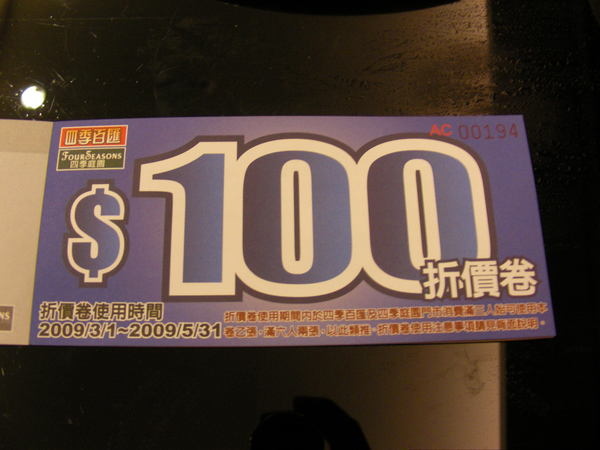 四季百匯
FOURSEASONS
四季庭園
AC 00194
$100
折價卷
折價卷使用時間
2009/3/1~2009/5/31
折價卷使用期間內於四季百匯及四季庭園門市消費滿三人始可使用本
卷乙張，滿六人兩張，以此類推。折價卷使用注意事項請見背面說明。
NS